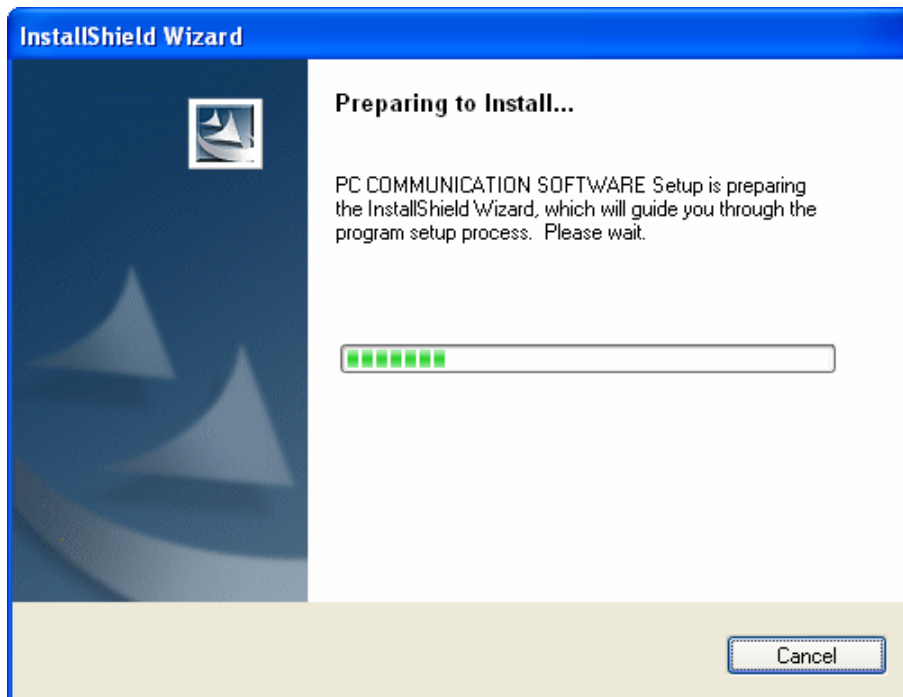 InstallShield Wizard
Preparing to Install...
PC COMMUNICATION SOFTWARE Setup is preparing
the InstallShield Wizard, which will guide you through the
program setup process.  Please wait.
Cancel